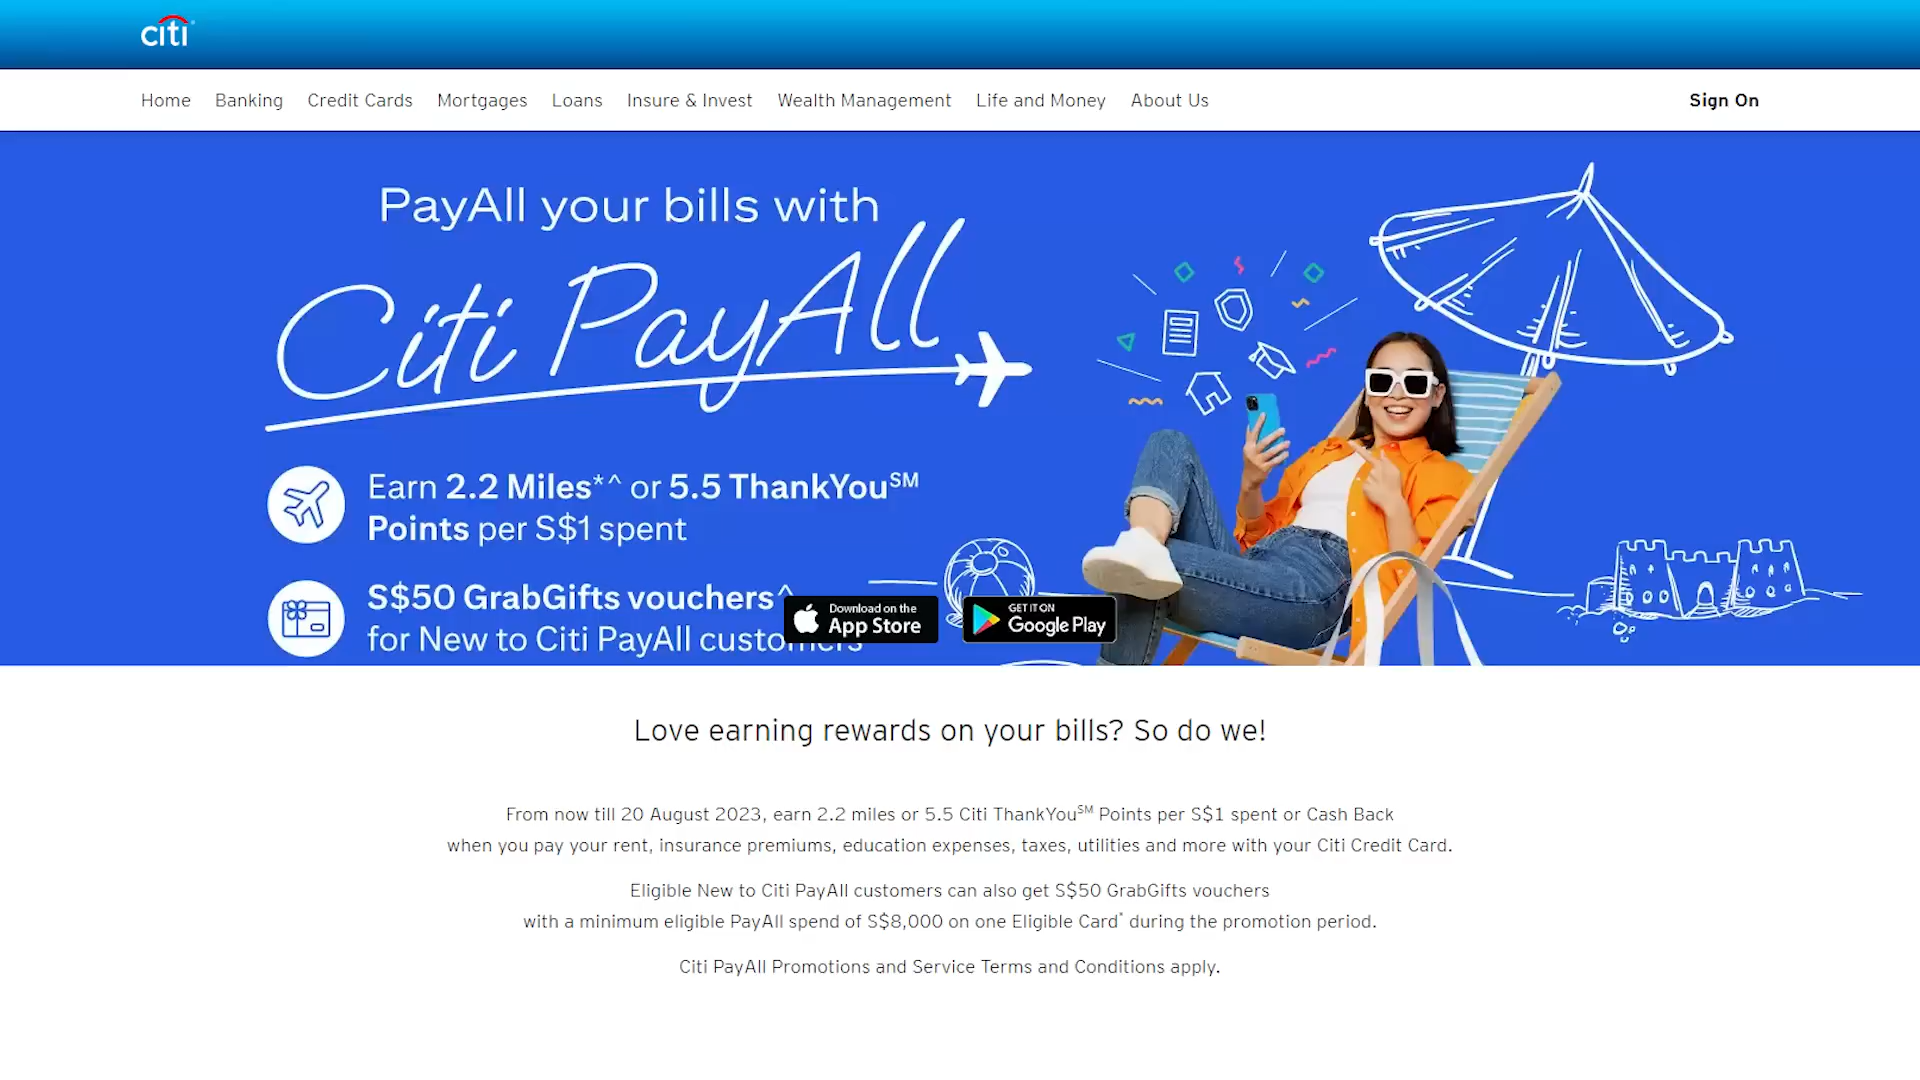 citi
Home Banking Credit Cards Mortgages Loans Insure & Invest Wealth Management Life and Money About Us Sign On
PayAll your bills with
Citi PayAll
Earn 2.2 Miles*^ or 5.5 ThankYou℠
Points per S$1 spent
S$50 GrabGifts vouchers^
for New to Citi PayAll customers
Download on the
App Store
GET IT ON
Google Play
Love earning rewards on your bills? So do we!
From now till 20 August 2023, earn 2.2 miles or 5.5 Citi ThankYou℠ Points per S$1 spent or Cash Back
when you pay your rent, insurance premiums, education expenses, taxes, utilities and more with your Citi Credit Card.
Eligible New to Citi PayAll customers can also get S$50 GrabGifts vouchers
with a minimum eligible PayAll spend of S$8,000 on one Eligible Card* during the promotion period.
Citi PayAll Promotions and Service Terms and Conditions apply.